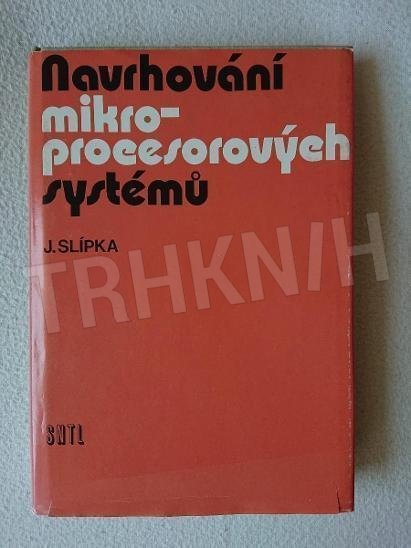 Navrhování
mikro-
procesorových
systémů
J. SLÍPKA
TRHKNIH
SNTL